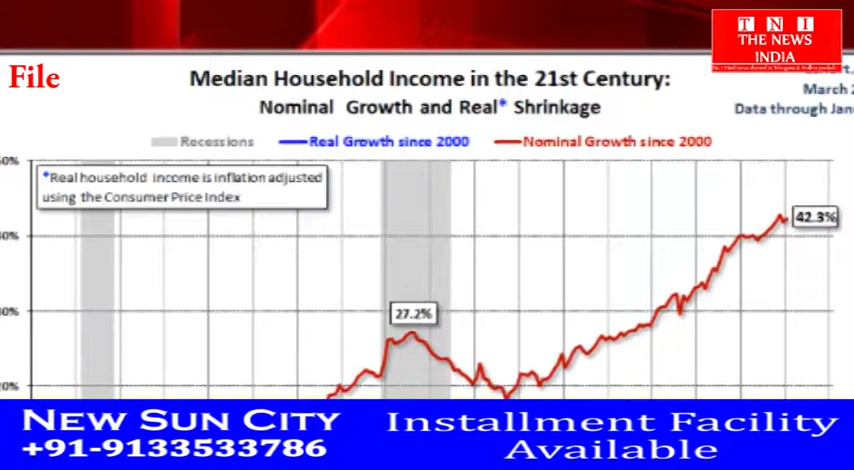 T N I
THE NEWS
INDIA
File
Median Household Income in the 21st Century:
Nominal Growth and Real* Shrinkage
March 2
Data through Jan
Recessions
Real Growth since 2000
Nominal Growth since 2000
*Real household income is inflation adjusted
using the Consumer Price Index
42.3%
27.2%
NEW SUN CITY
+91-9133533786
Installment Facility
Available